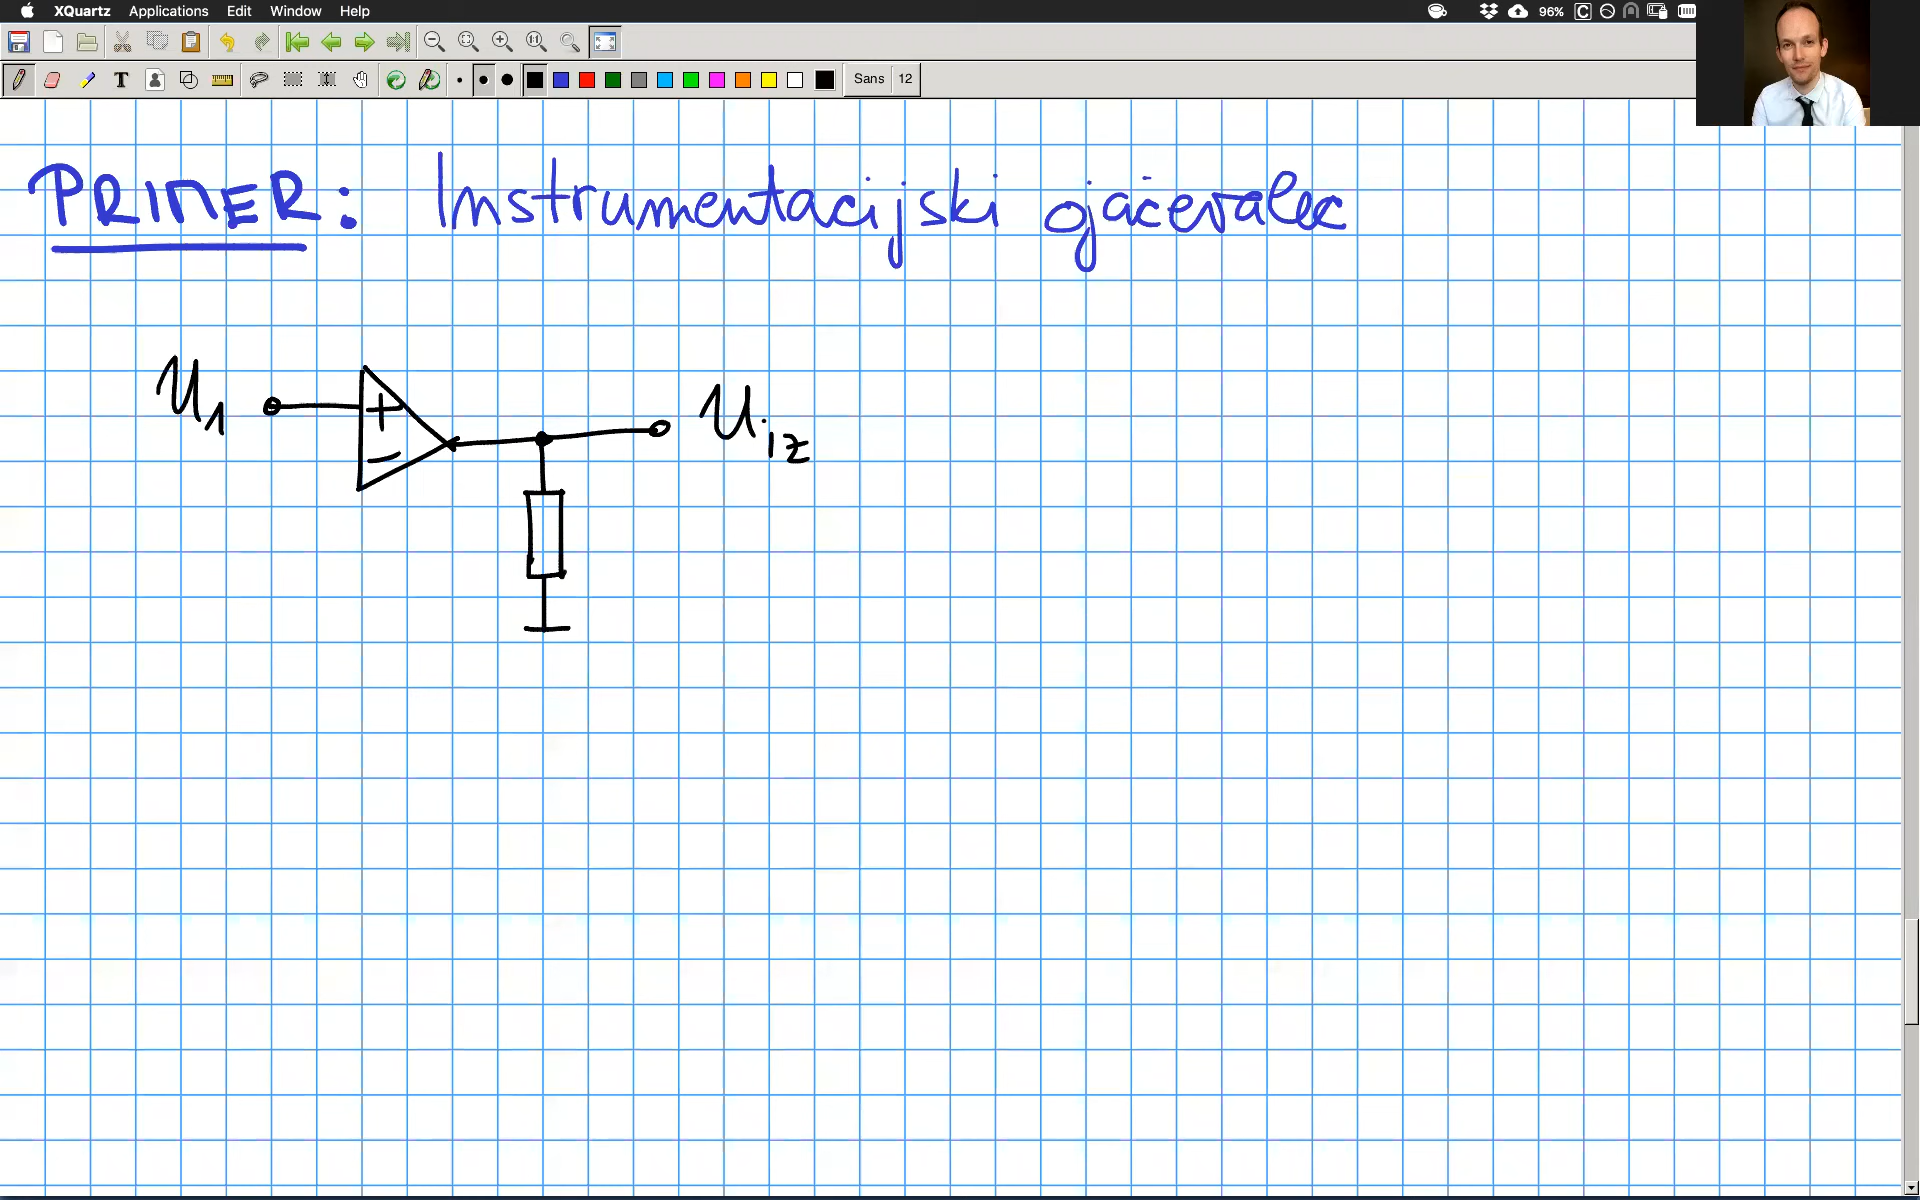 XQuartz Applications Edit Window Help 96%
Sans 12
PRIMER: Instrumentacijski ojačevalec
U1 + − Uiz